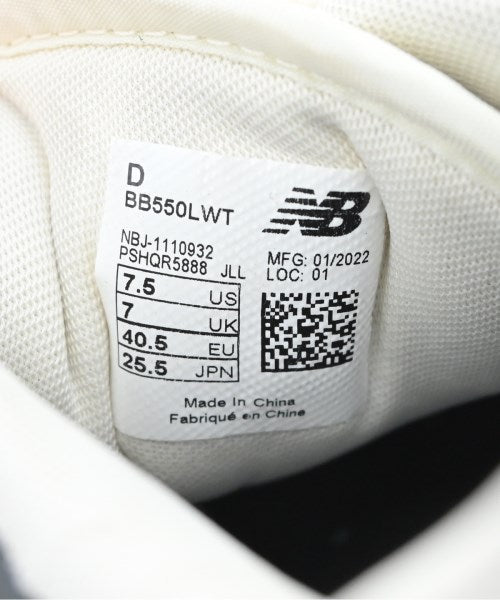 D
BB550LWT
NB
NBJ-1110932
PSHQR5888 JLL
MFG: 01/2022
LOC: 01
7.5 US
7 UK
40.5 EU
25.5 JPN
Made In China
Fabriqué en Chine